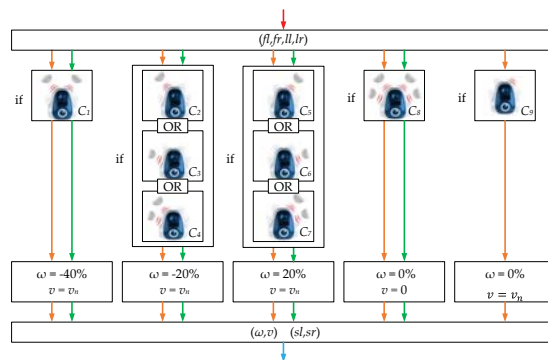 (fl,fr,ll,lr)
if
C1
if
C2
OR
C3
OR
C4
if
C5
OR
C6
OR
C7
if
C8
if
C9
ω = -40%
v = vn
ω = -20%
v = vn
ω = 20%
v = vn
ω = 0%
v = 0
ω = 0%
v = vn
(ω,v) (sl,sr)